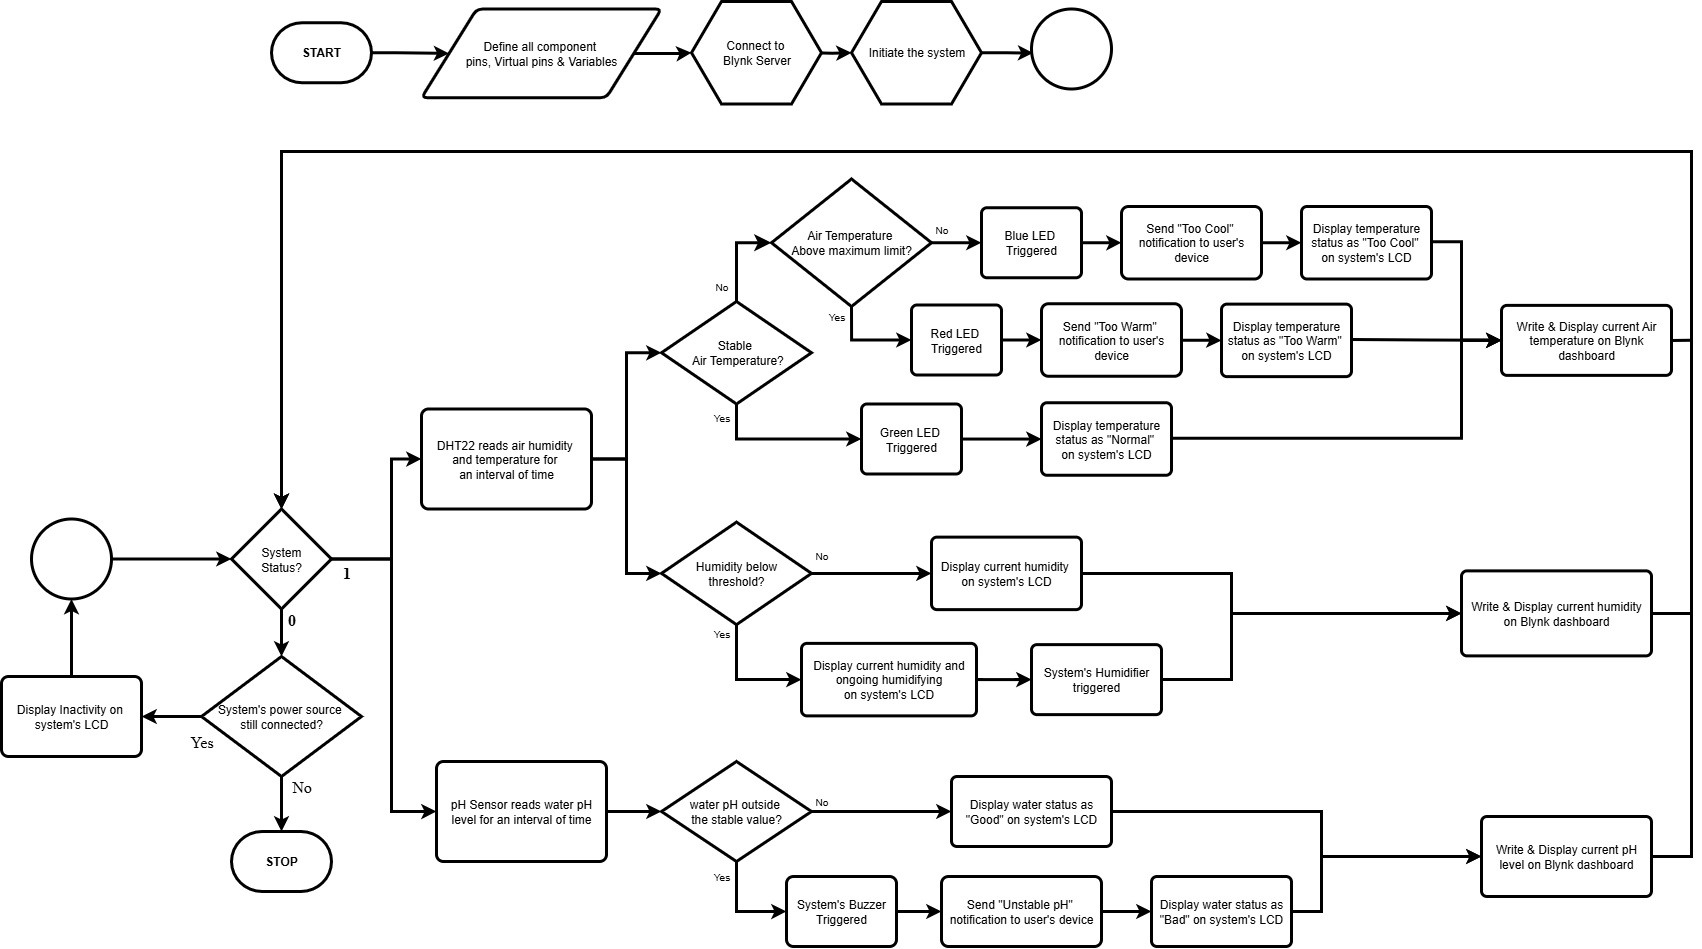 START
Define all component
pins, Virtual pins & Variables
Connect to
Blynk Server
Initiate the system
Air Temperature
Above maximum limit?
No
Blue LED
Triggered
Send "Too Cool"
notification to user's
device
Display temperature
status as "Too Cool"
on system's LCD
No
Yes
Stable
Air Temperature?
Red LED
Triggered
Send "Too Warm"
notification to user's
device
Display temperature
status as "Too Warm"
on system's LCD
Write & Display current Air
temperature on Blynk
dashboard
Yes
Green LED
Triggered
Display temperature
status as "Normal"
on system's LCD
DHT22 reads air humidity
and temperature for
an interval of time
System
Status?
1
0
Humidity below
threshold?
No
Display current humidity
on system's LCD
Write & Display current humidity
on Blynk dashboard
Yes
Display current humidity and
ongoing humidifying
on system's LCD
System's Humidifier
triggered
System's power source
still connected?
Yes
Display Inactivity on
system's LCD
No
STOP
pH Sensor reads water pH
level for an interval of time
water pH outside
the stable value?
No
Display water status as
"Good" on system's LCD
Write & Display current pH
level on Blynk dashboard
Yes
System's Buzzer
Triggered
Send "Unstable pH"
notification to user's device
Display water status as
"Bad" on system's LCD